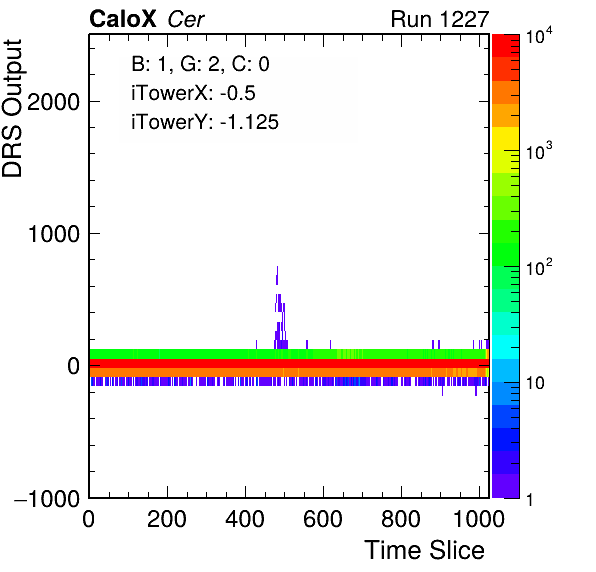 CaloX Cer
Run 1227
B: 1, G: 2, C: 0
iTowerX: -0.5
iTowerY: -1.125
DRS Output
2000
1000
0
−1000
0 200 400 600 800 1000
Time Slice
10^4
10^3
10^2
10
1